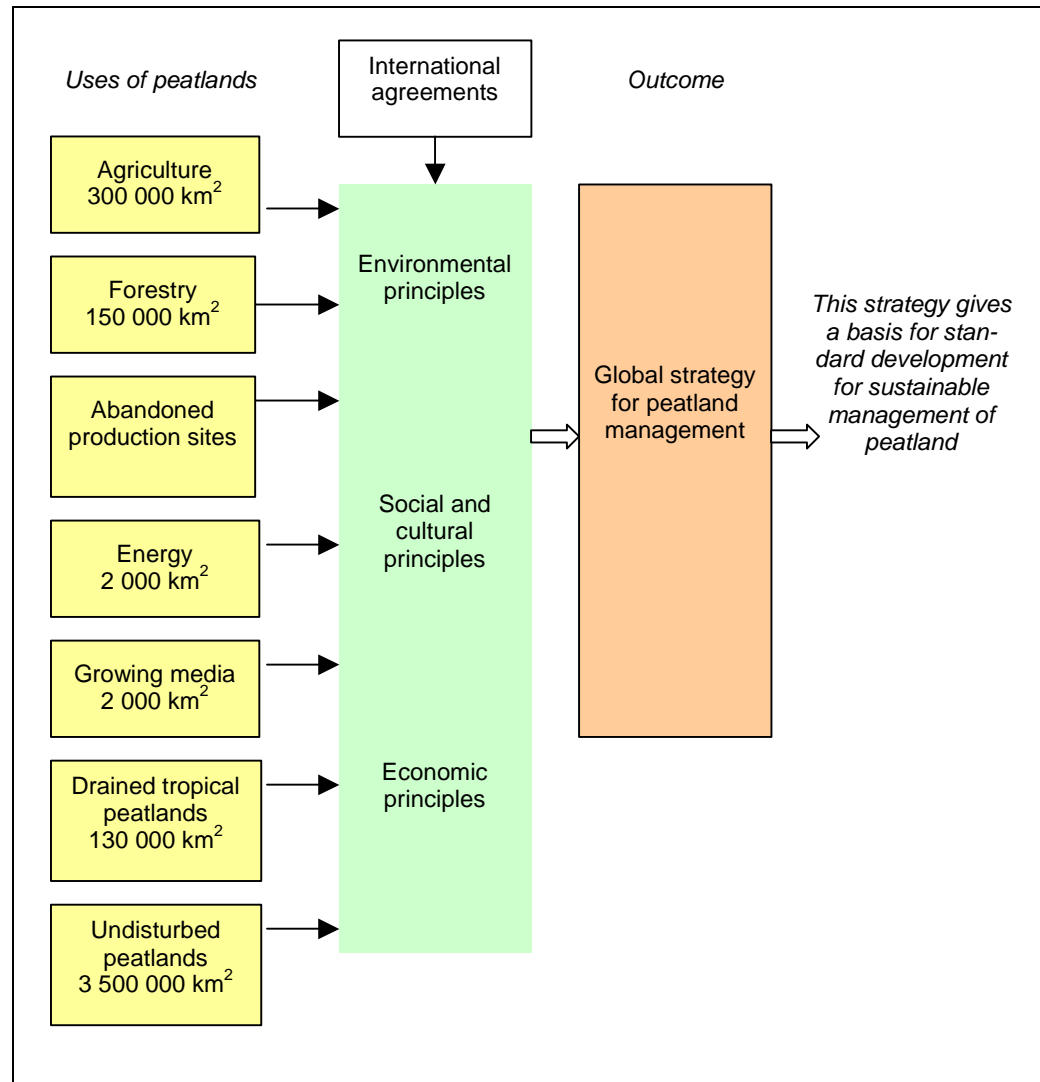 Uses of peatlands
International
agreements
Outcome
Agriculture
300 000 km²
Forestry
150 000 km²
Abandoned
production sites
Energy
2 000 km²
Growing media
2 000 km²
Drained tropical
peatlands
130 000 km²
Undisturbed
peatlands
3 500 000 km²
Environmental
principles
Social and
cultural
principles
Economic
principles
Global strategy
for peatland
management
This strategy gives
a basis for stan-
dard development
for sustainable
management of
peatland